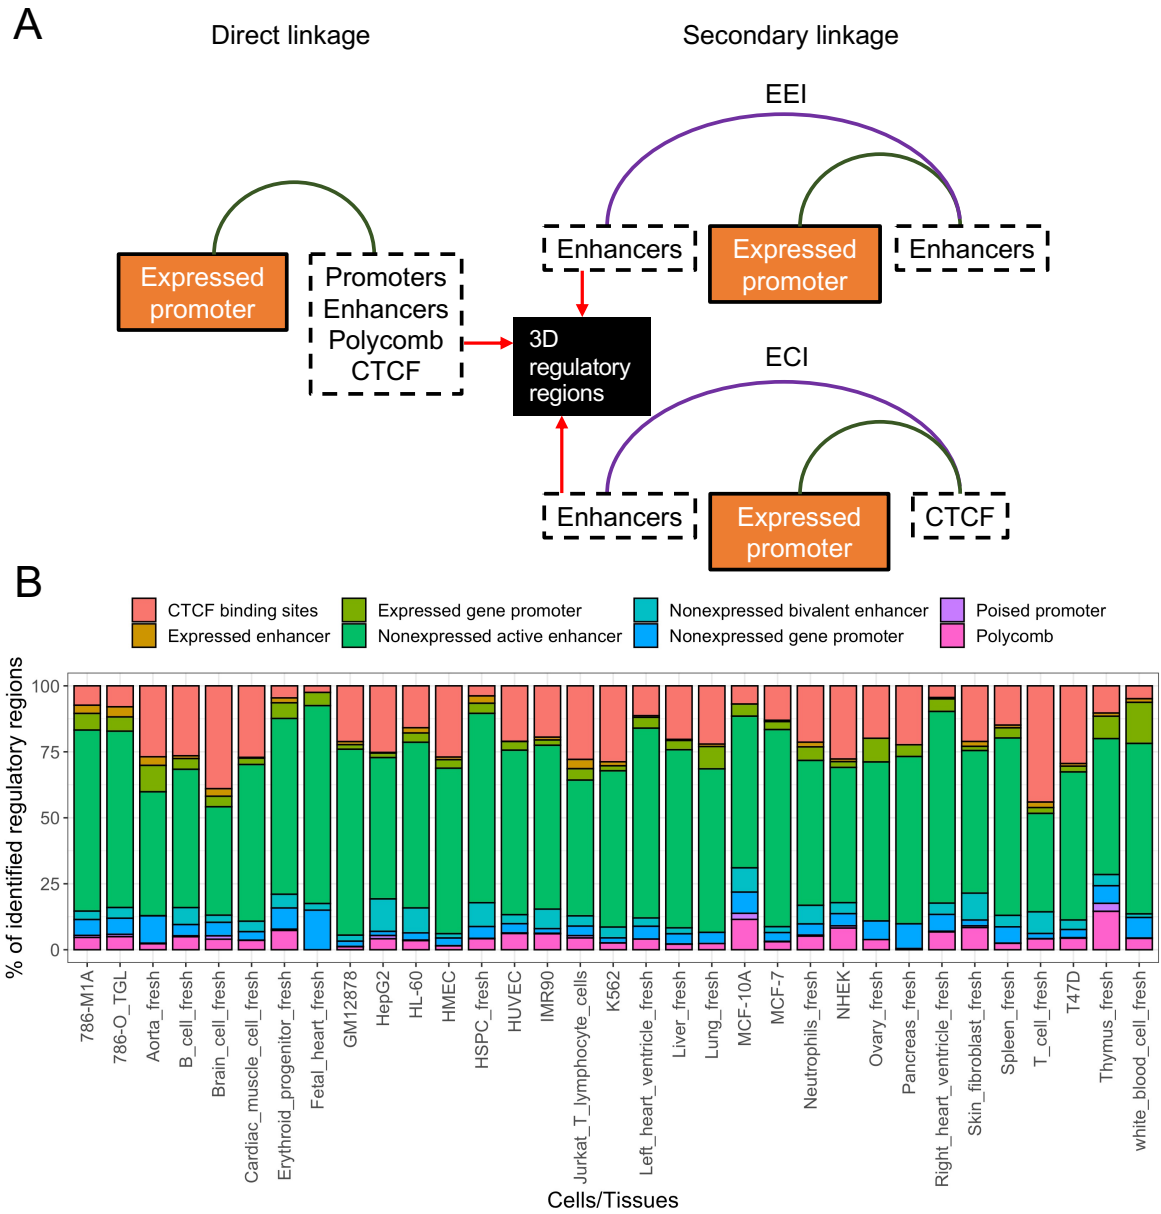 A
Direct linkage
Secondary linkage
EEI
Expressed
promoter
Promoters
Enhancers
Polycomb
CTCF
Enhancers
Expressed
promoter
Enhancers
3D
regulatory
regions
ECI
Enhancers
Expressed
promoter
CTCF
B
CTCF binding sites
Expressed gene promoter
Nonexpressed bivalent enhancer
Poised promoter
Expressed enhancer
Nonexpressed active enhancer
Nonexpressed gene promoter
Polycomb
% of identified regulatory regions
100
75
50
25
0
786-M1A
786-O_TGL
Aorta_fresh
B_cell_fresh
Brain_cell_fresh
Cardiac_muscle_cell_fresh
Erythroid_progenitor_fresh
Fetal_heart_fresh
GM12878
HepG2
HL-60
HMEC
HSPC_fresh
HUVEC
IMR90
Jurkat_T_lymphocyte_cells
K562
Left_heart_ventricle_fresh
Liver_fresh
Lung_fresh
MCF-10A
MCF-7
Neutrophils_fresh
NHEK
Ovary_fresh
Pancreas_fresh
Right_heart_ventricle_fresh
Skin_fibroblast_fresh
Spleen_fresh
T_cell_fresh
T47D
Thymus_fresh
white_blood_cell_fresh
Cells/Tissues